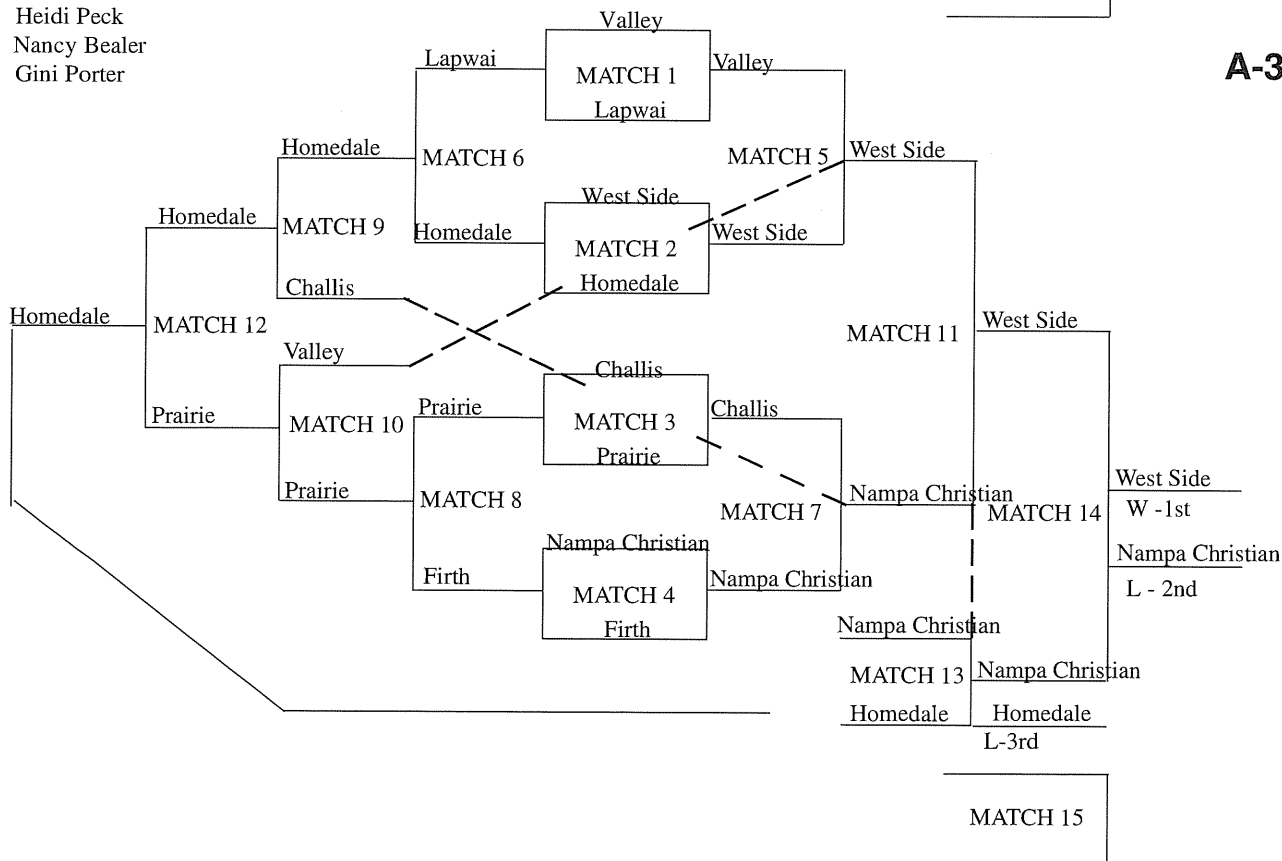 Heidi Peck
Nancy Bealer
Gini Porter
A-3
Valley
Lapwai
MATCH 1
Valley
Lapwai
Homedale
MATCH 6
MATCH 5
West Side
West Side
Homedale
MATCH 9
Homedale
MATCH 2
West Side
Homedale
Challis
Homedale
MATCH 12
MATCH 11
West Side
Valley
Challis
Prairie
MATCH 10
Prairie
MATCH 3
Challis
Prairie
Prairie
MATCH 8
MATCH 7
Nampa Christian
MATCH 14
West Side
W -1st
Nampa Christian
Nampa Christian
L - 2nd
Firth
MATCH 4
Nampa Christian
Firth
Nampa Christian
MATCH 13
Nampa Christian
Homedale
Homedale
L-3rd
MATCH 15